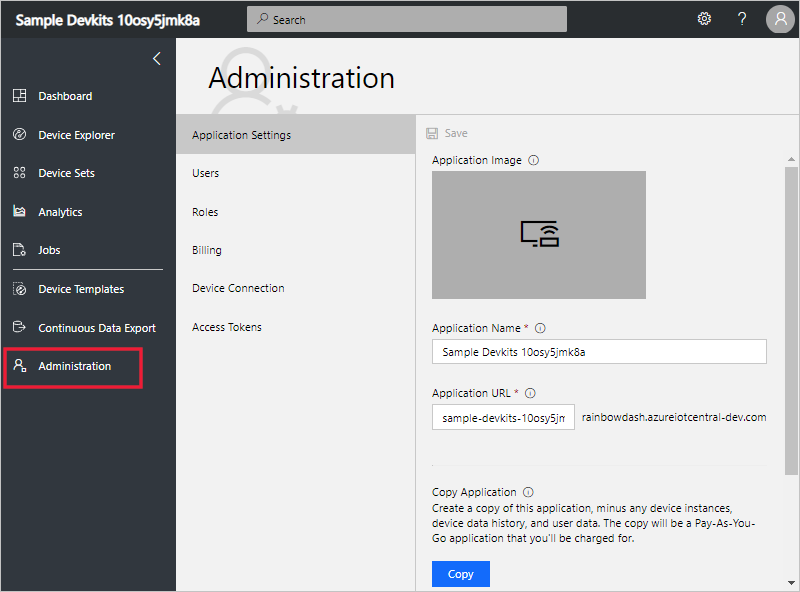 Sample Devkits 10osy5jmk8a
Search
?
Dashboard
Device Explorer
Device Sets
Analytics
Jobs
Device Templates
Continuous Data Export
Administration
Administration
Application Settings
Users
Roles
Billing
Device Connection
Access Tokens
Save
Application Image
Application Name *
Sample Devkits 10osy5jmk8a
Application URL *
sample-devkits-10osy5jm rainbowdash.azureiotcentral-dev.com
Copy Application
Create a copy of this application, minus any device instances,
device data history, and user data. The copy will be a Pay-As-You-
Go application that you'll be charged for.
Copy